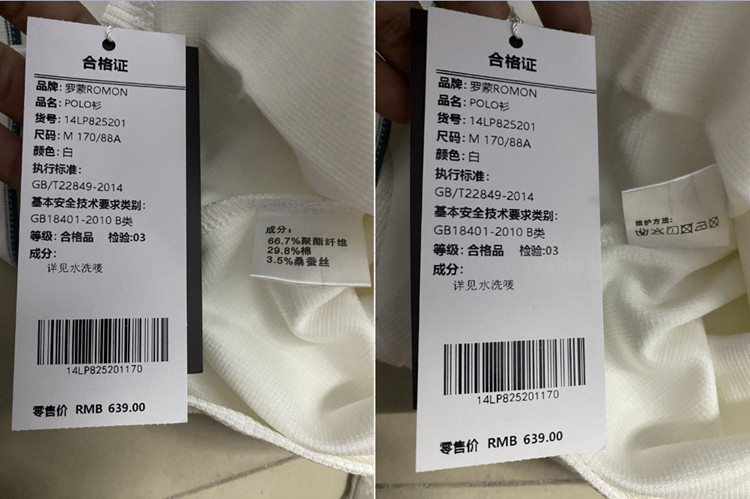 合格证
品牌: 罗蒙ROMON
品名: POLO衫
货号: 14LP825201
尺码: M 170/88A
颜色: 白
执行标准:
GB/T22849-2014
基本安全技术要求类别:
GB18401-2010 B类
等级: 合格品 检验:03
成分:
详见水洗唛
14LP825201170
零售价 RMB 639.00
成分:
66.7%聚酯纤维
29.8%棉
3.5%桑蚕丝
合格证
品牌: 罗蒙ROMON
品名: POLO衫
货号: 14LP825201
尺码: M 170/88A
颜色: 白
执行标准:
GB/T22849-2014
基本安全技术要求类别:
GB18401-2010 B类
等级: 合格品 检验:03
成分:
详见水洗唛
14LP825201170
零售价 RMB 639.00
维护方法: